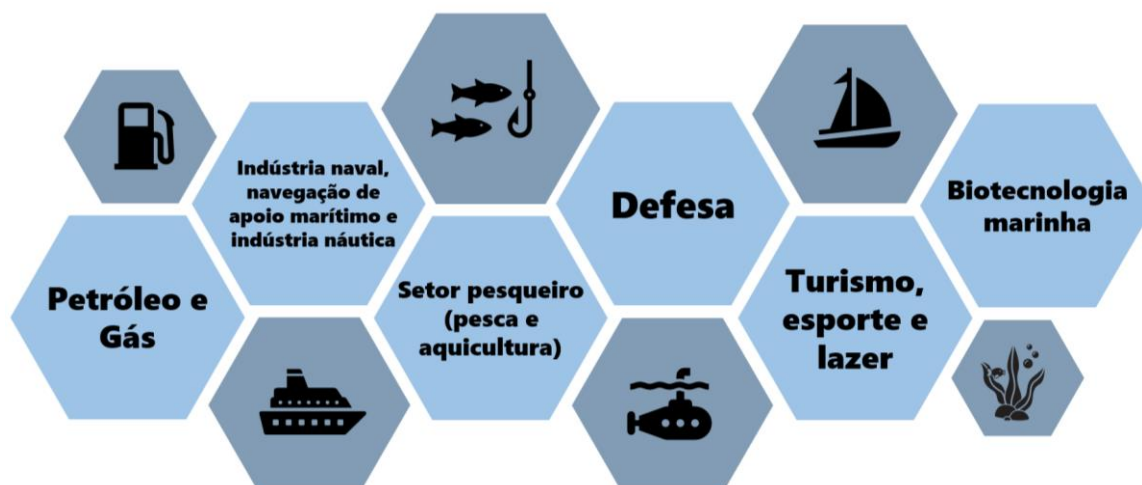 Petróleo e
Gás
Indústria naval,
navegação de
apoio marítimo e
indústria náutica
Setor pesqueiro
(pesca e
aquicultura)
Defesa
Turismo,
esporte e
lazer
Biotecnologia
marinha